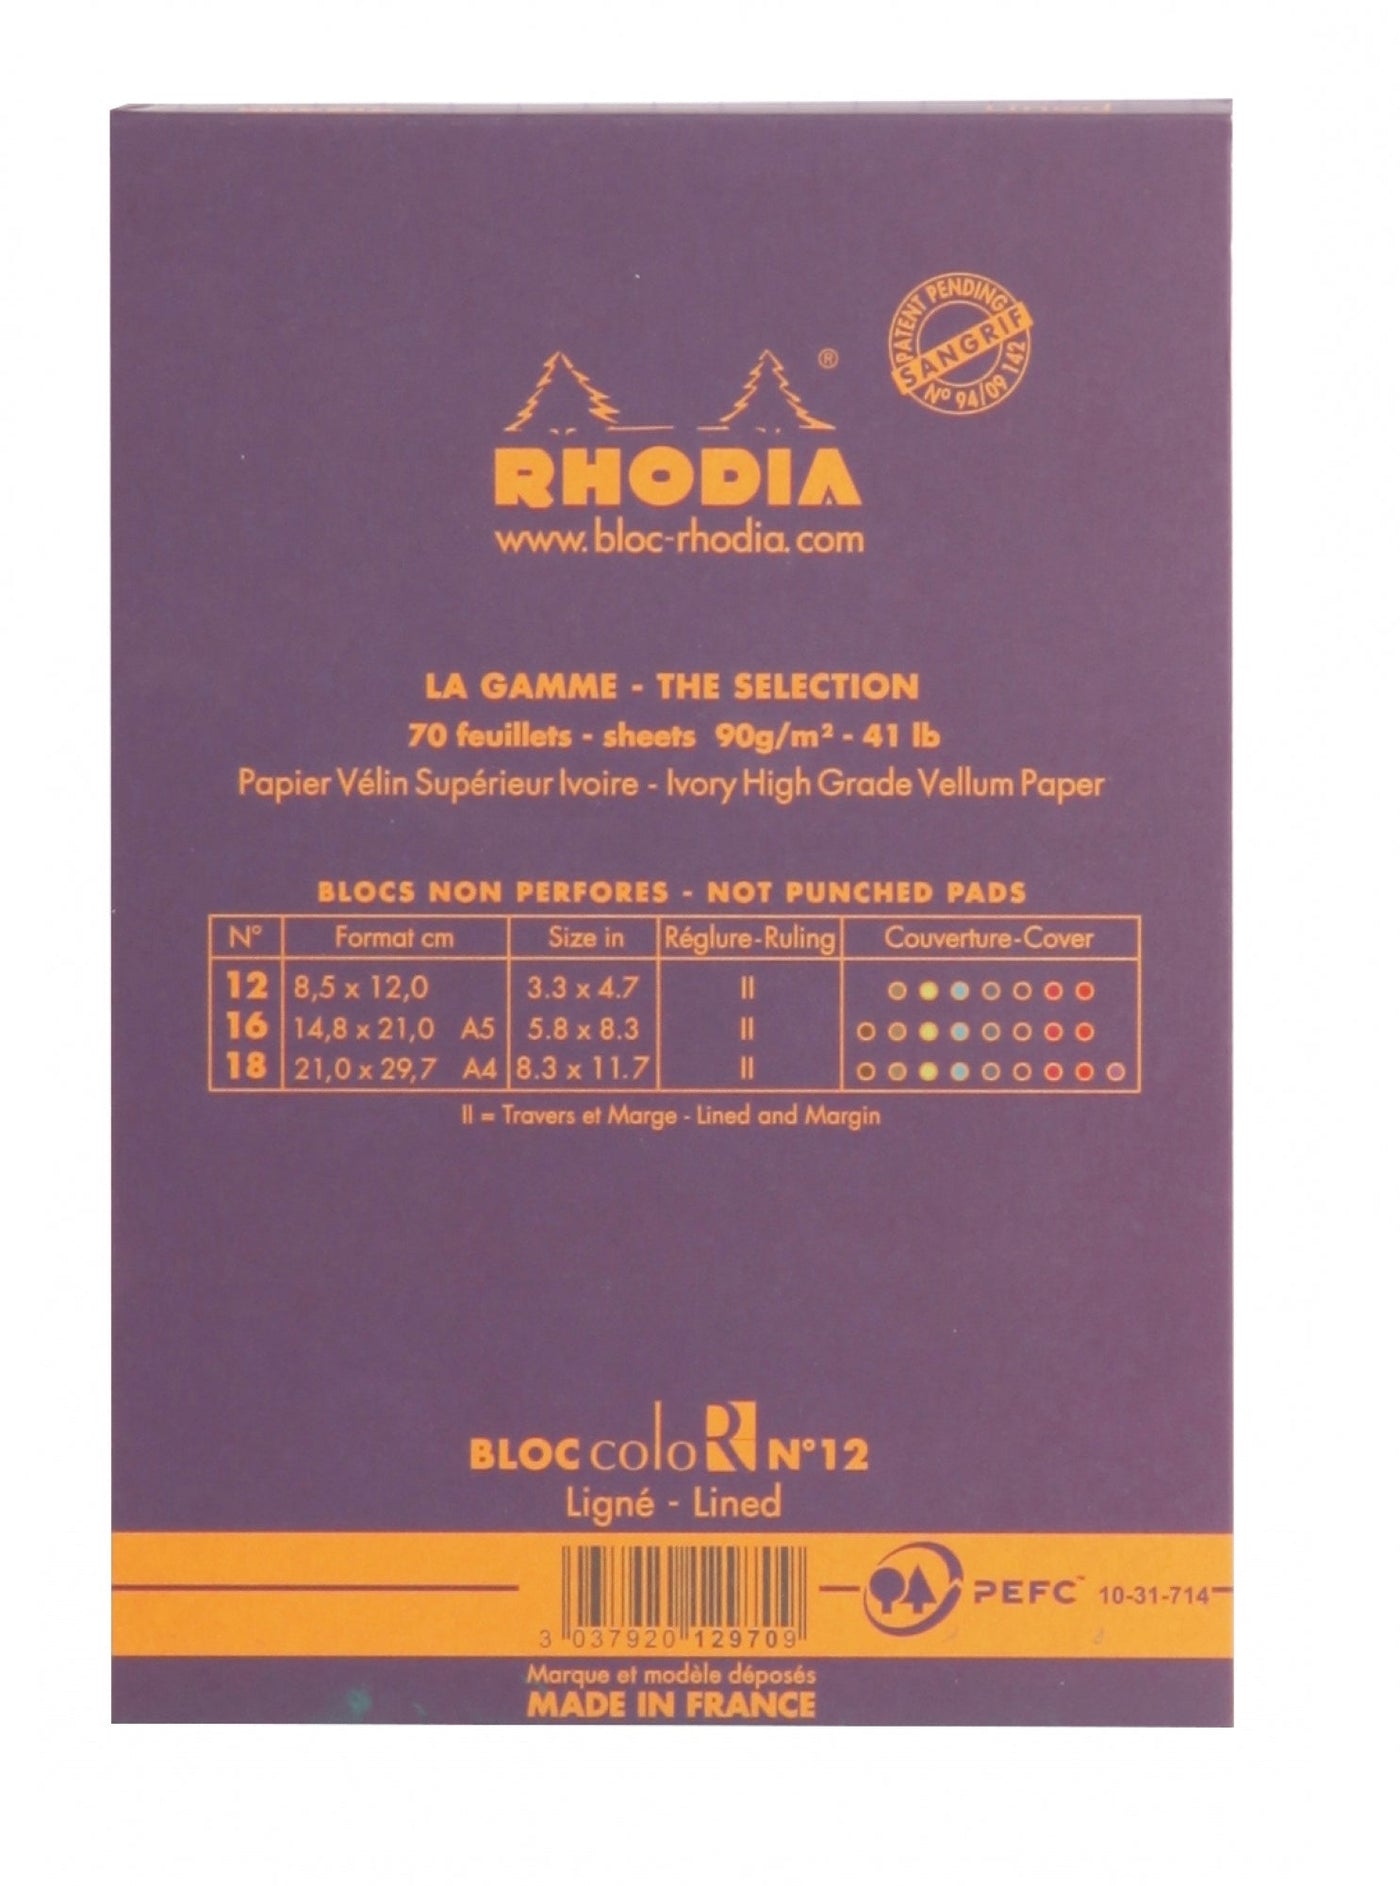 PATENT PENDING
SANGRIF
Nº 94/09 142
®
RHODIA
www.bloc-rhodia.com
LA GAMME - THE SELECTION
70 feuillets - sheets 90g/m² - 41 lb
Papier Vélin Supérieur Ivoire - Ivory High Grade Vellum Paper
BLOCS NON PERFORES - NOT PUNCHED PADS
N° Format cm Size in Réglure-Ruling Couverture-Cover
12 8,5 x 12,0 3.3 x 4.7 II
16 14,8 x 21,0 A5 5.8 x 8.3 II
18 21,0 x 29,7 A4 8.3 x 11.7 II
II = Travers et Marge - Lined and Margin
BLOC coloR N°12
Ligné - Lined
PEFC™ 10-31-714
3 037920 129709
Marque et modèle déposés
MADE IN FRANCE